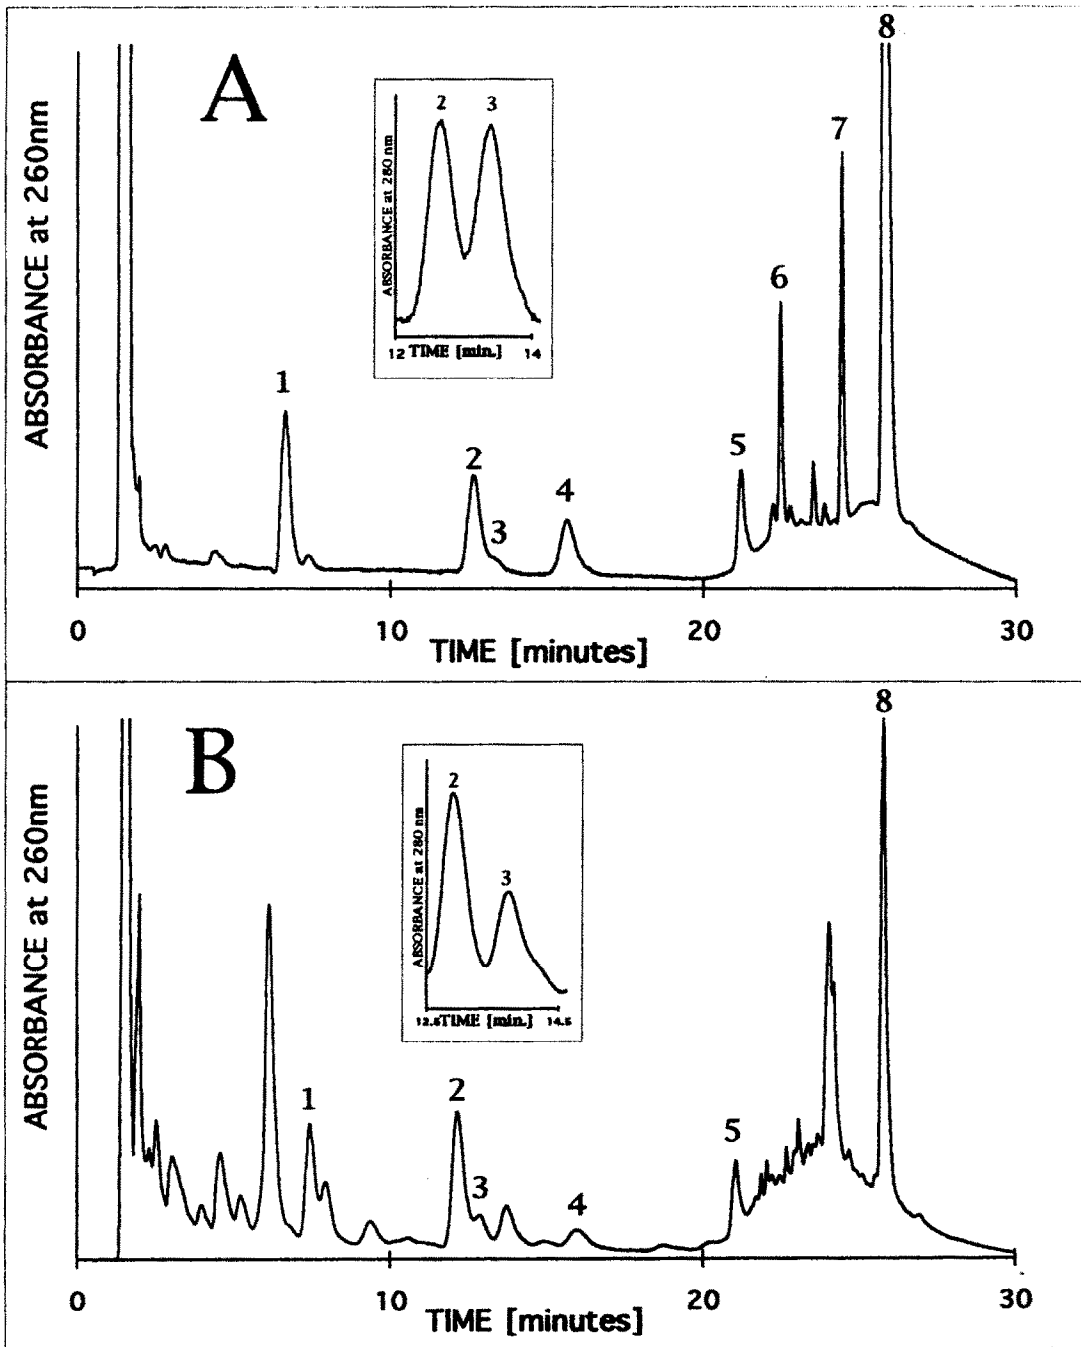 8
A
2 3
7
ABSORBANCE at 260nm
ABSORBANCE at 280 nm
6
12 TIME [min.] 14
1
2
3
4
5
0 10 20 30
TIME [minutes]
8
B
2
3
ABSORBANCE at 260nm
ABSORBANCE at 280 nm
12.5 TIME [min.] 14.5
1
2
3
4
5
0 10 20 30
TIME [minutes]